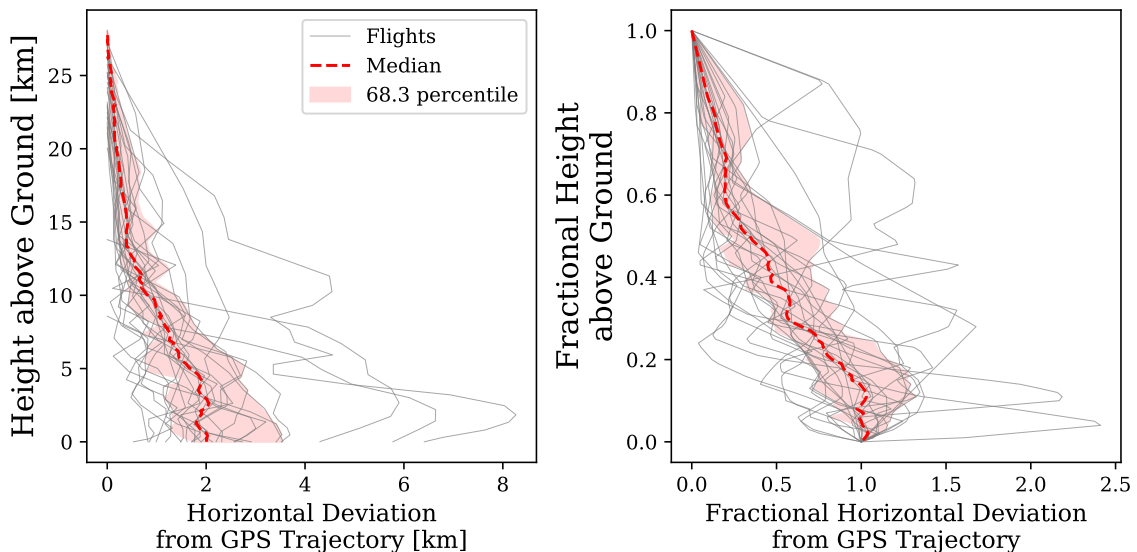 Height above Ground [km]
25
20
15
10
5
0
0
2
4
6
8
Horizontal Deviation
from GPS Trajectory [km]
Flights
Median
68.3 percentile
Fractional Height
above Ground
1.0
0.8
0.6
0.4
0.2
0.0
0.0
0.5
1.0
1.5
2.0
2.5
Fractional Horizontal Deviation
from GPS Trajectory